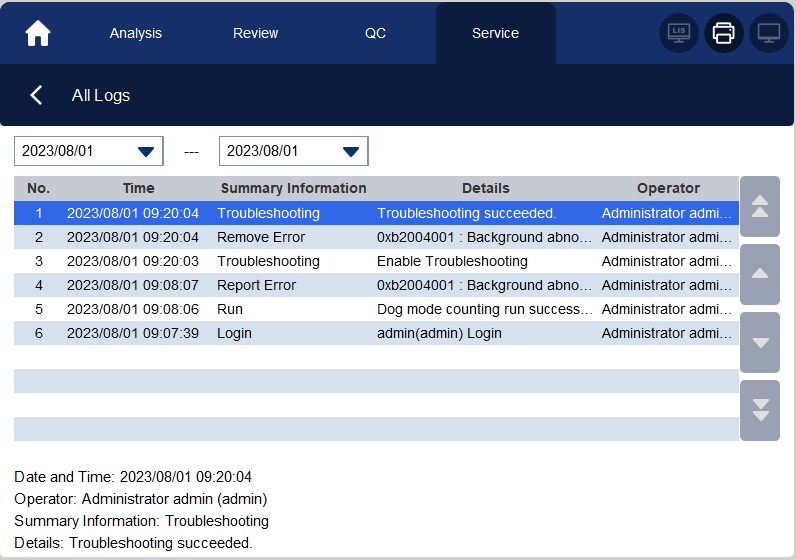 Analysis Review QC Service LIS
All Logs
2023/08/01 --- 2023/08/01
No. Time Summary Information Details Operator
1 2023/08/01 09:20:04 Troubleshooting Troubleshooting succeeded. Administrator admi...
2 2023/08/01 09:20:04 Remove Error 0xb2004001 : Background abno... Administrator admi...
3 2023/08/01 09:20:03 Troubleshooting Enable Troubleshooting Administrator admi...
4 2023/08/01 09:08:07 Report Error 0xb2004001 : Background abno... Administrator admi...
5 2023/08/01 09:08:06 Run Dog mode counting run success... Administrator admi...
6 2023/08/01 09:07:39 Login admin(admin) Login Administrator admi...
Date and Time: 2023/08/01 09:20:04
Operator: Administrator admin (admin)
Summary Information: Troubleshooting
Details: Troubleshooting succeeded.